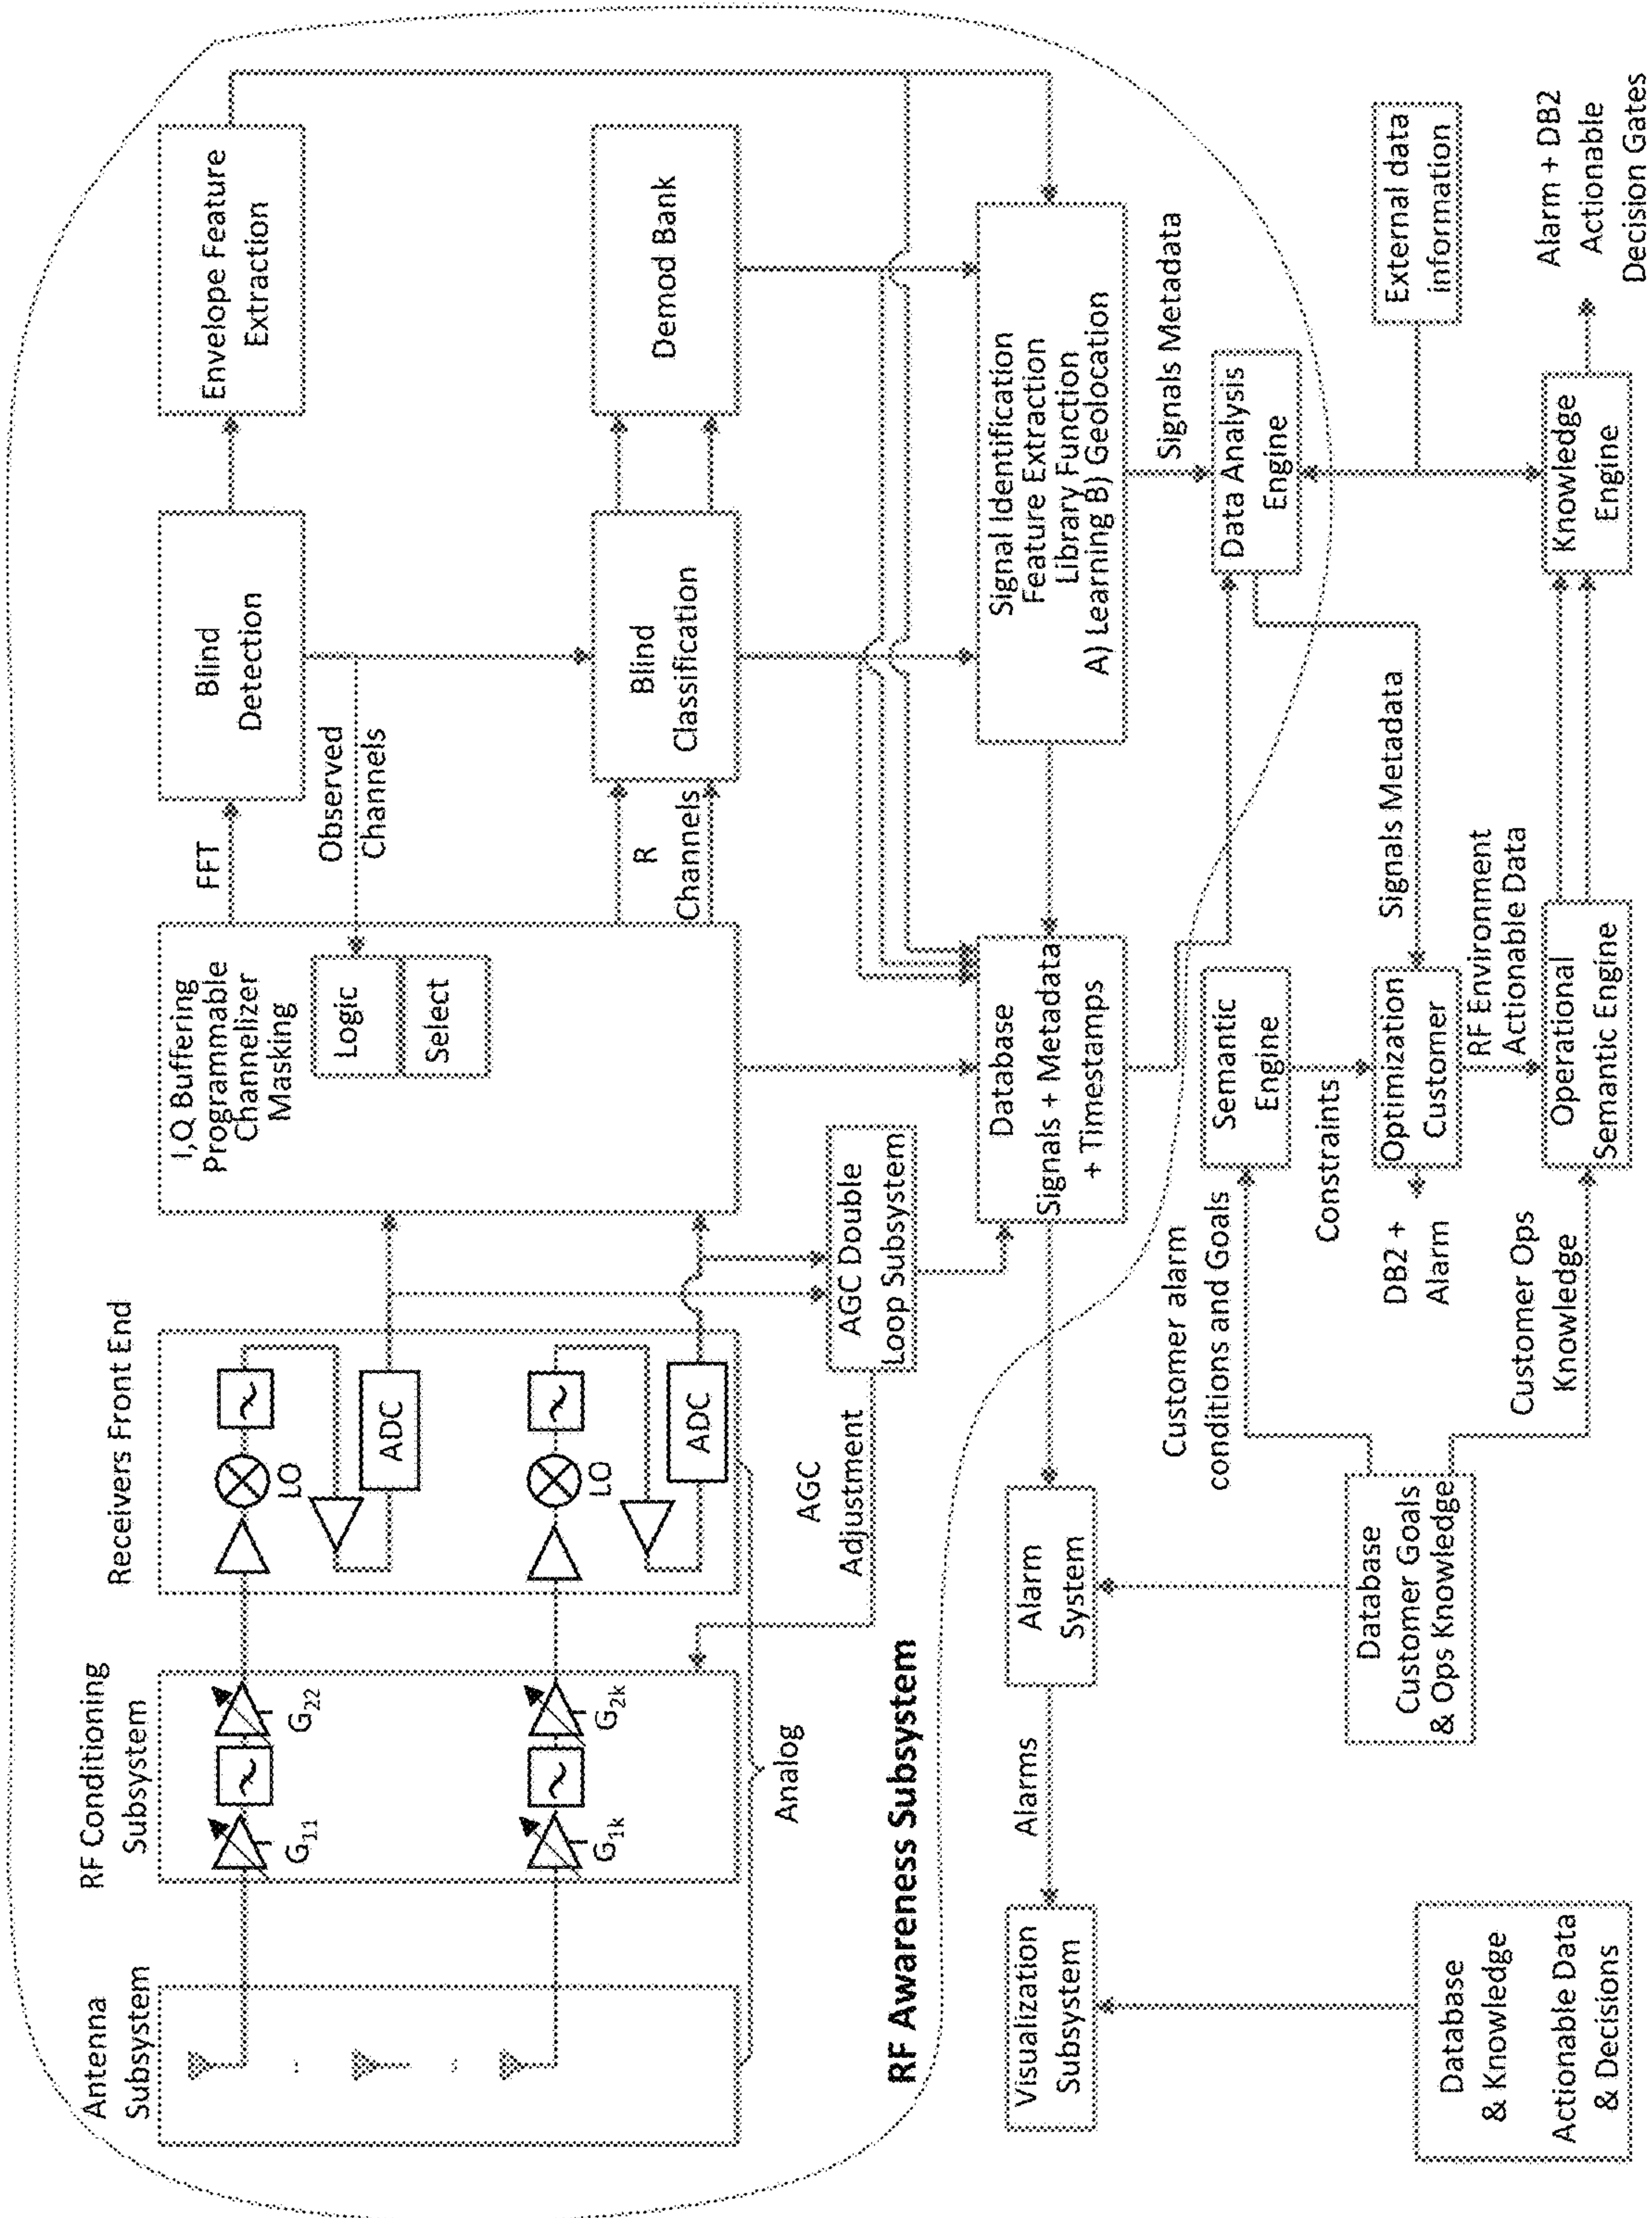 Antenna
Subsystem
RF Conditioning
Subsystem
G11
G22
G1k
G2k
Receivers Front End
LO
ADC
LO
ADC
Analog
I,Q Buffering
Programmable
Channelizer
Masking
Logic
Select
FFT
Observed
Channels
R
Channels
Blind
Detection
Blind
Classification
Envelope Feature
Extraction
Demod Bank
AGC
Adjustment
AGC Double
Loop Subsystem
RF Awareness Subsystem
Database
Signals + Metadata
+ Timestamps
Signal Identification
Feature Extraction
Library Function
A) Learning B) Geolocation
Signals Metadata
Visualization
Subsystem
Alarms
Alarm
System
Customer alarm
conditions and Goals
Semantic
Engine
Data Analysis
Engine
Constraints
Signals Metadata
External data
information
Database
Customer Goals
& Ops Knowledge
DB2 +
Alarm
Optimization
Customer
RF Environment
Actionable Data
Customer Ops
Knowledge
Operational
Semantic Engine
Knowledge
Engine
Alarm + DB2
Actionable
Decision Gates
Database
& Knowledge
Actionable Data
& Decisions